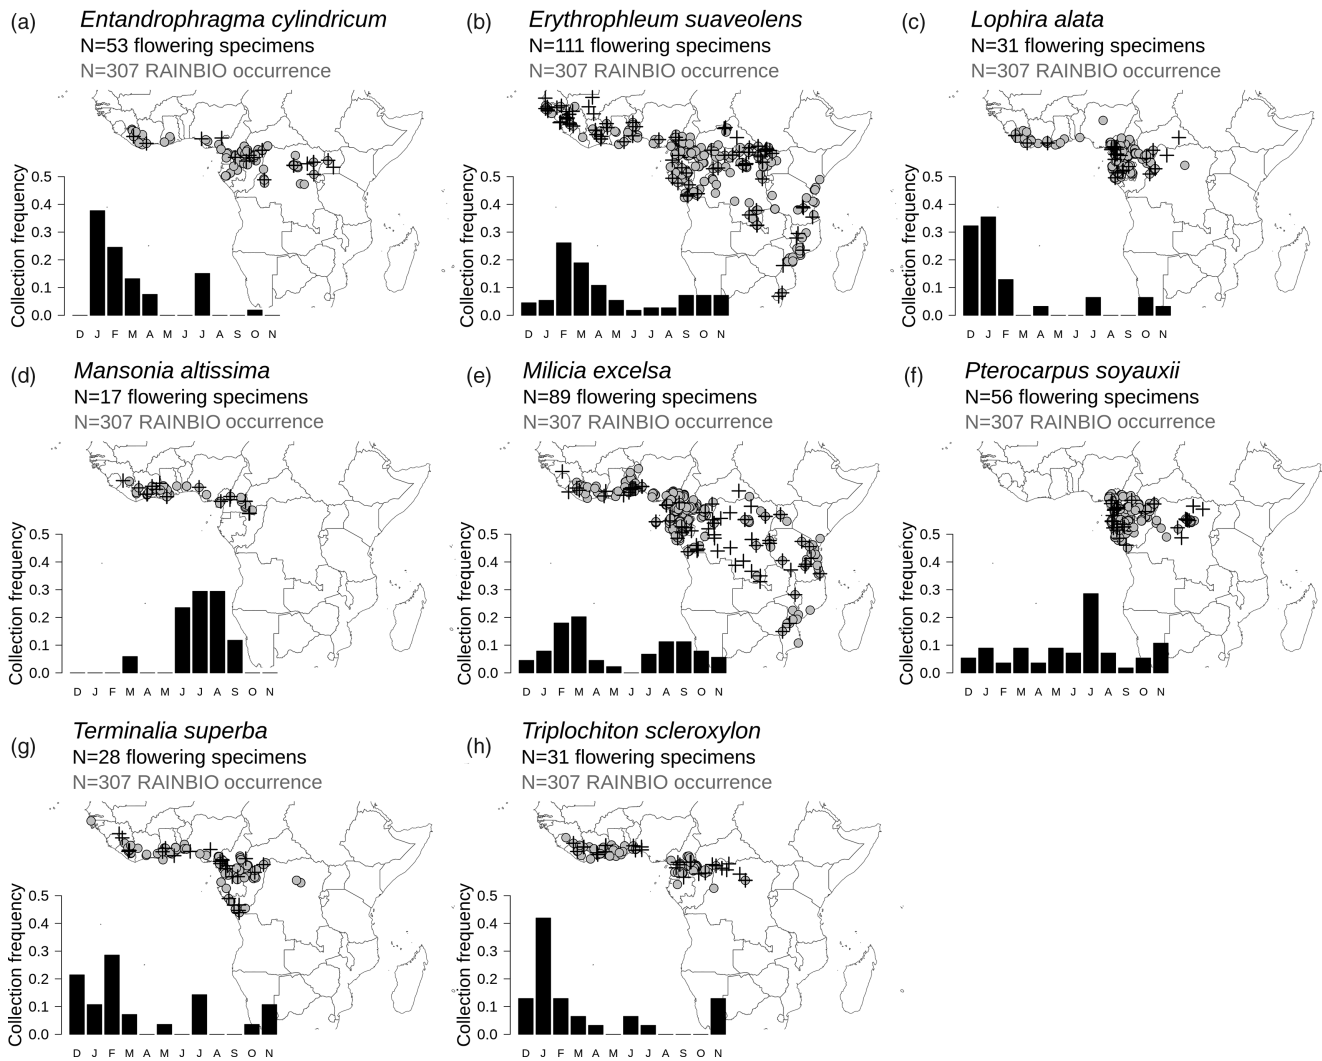 (a) Entandrophragma cylindricum
N=53 flowering specimens
N=307 RAINBIO occurrence
Collection frequency
0.5
0.4
0.3
0.2
0.1
0.0
D J F M A M J J A S O N
(b) Erythrophleum suaveolens
N=111 flowering specimens
N=307 RAINBIO occurrence
Collection frequency
0.5
0.4
0.3
0.2
0.1
0.0
D J F M A M J J A S O N
(c) Lophira alata
N=31 flowering specimens
N=307 RAINBIO occurrence
Collection frequency
0.5
0.4
0.3
0.2
0.1
0.0
D J F M A M J J A S O N
(d) Mansonia altissima
N=17 flowering specimens
N=307 RAINBIO occurrence
Collection frequency
0.5
0.4
0.3
0.2
0.1
0.0
D J F M A M J J A S O N
(e) Milicia excelsa
N=89 flowering specimens
N=307 RAINBIO occurrence
Collection frequency
0.5
0.4
0.3
0.2
0.1
0.0
D J F M A M J J A S O N
(f) Pterocarpus soyauxii
N=56 flowering specimens
N=307 RAINBIO occurrence
Collection frequency
0.5
0.4
0.3
0.2
0.1
0.0
D J F M A M J J A S O N
(g) Terminalia superba
N=28 flowering specimens
N=307 RAINBIO occurrence
Collection frequency
0.5
0.4
0.3
0.2
0.1
0.0
D J F M A M J J A S O N
(h) Triplochiton scleroxylon
N=31 flowering specimens
N=307 RAINBIO occurrence
Collection frequency
0.5
0.4
0.3
0.2
0.1
0.0
D J F M A M J J A S O N